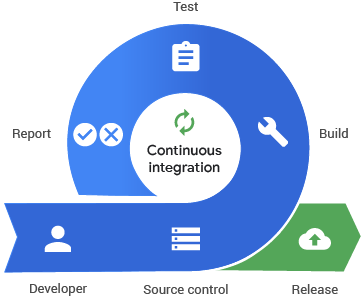 Test
Report
Continuous
integration
Build
Developer
Source control
Release